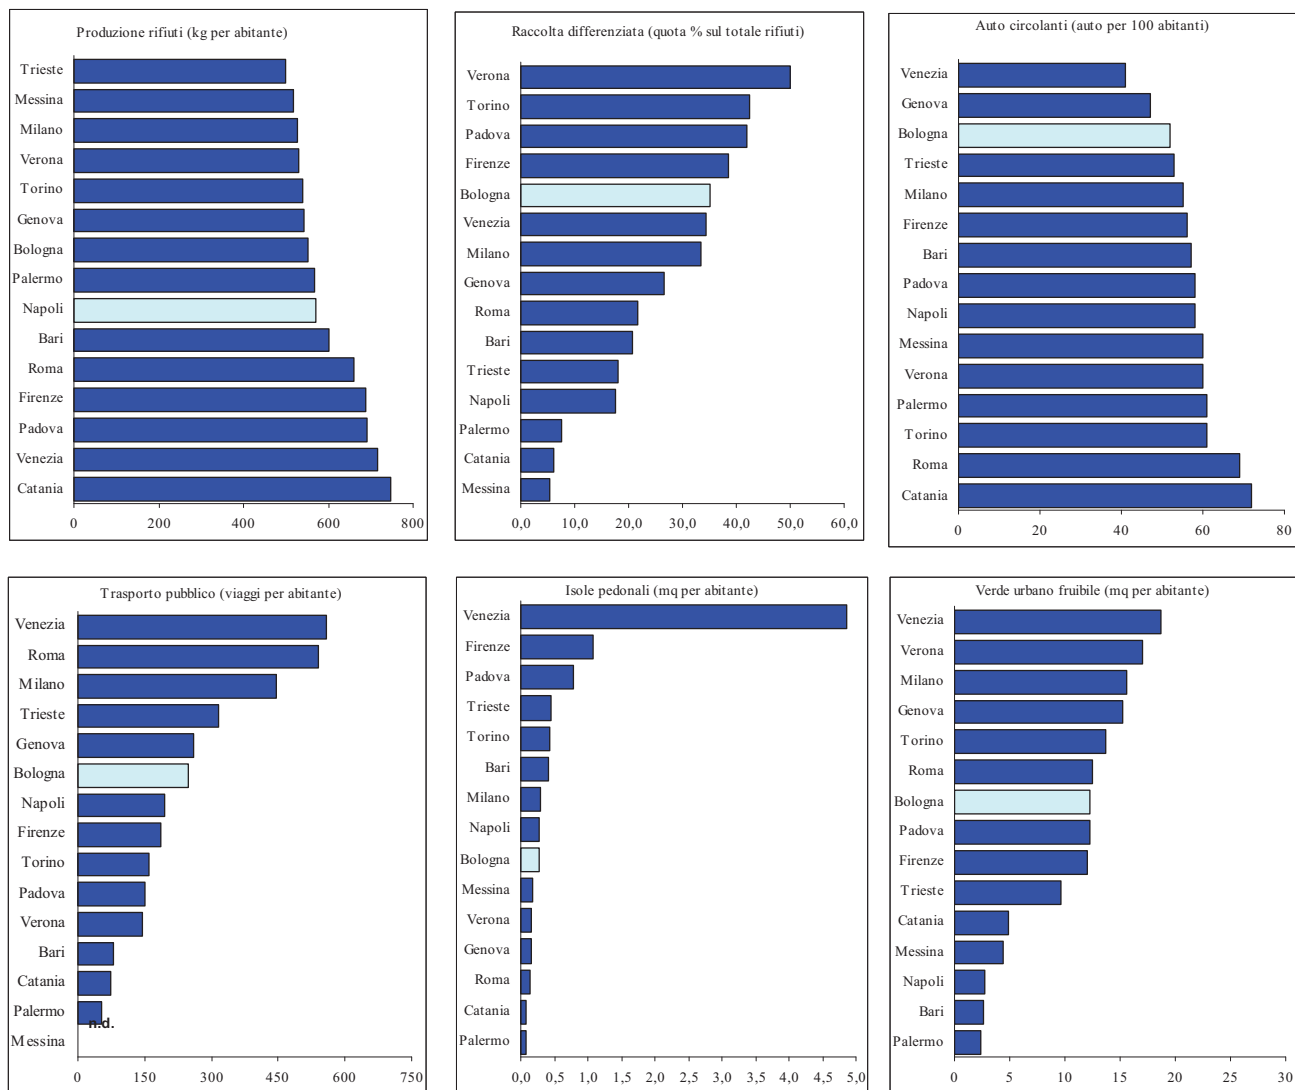 Produzione rifiuti (kg per abitante)
Trieste
Messina
Milano
Verona
Torino
Genova
Bologna
Palermo
Napoli
Bari
Roma
Firenze
Padova
Venezia
Catania
0 200 400 600 800
Raccolta differenziata (quota % sul totale rifiuti)
Verona
Torino
Padova
Firenze
Bologna
Venezia
Milano
Genova
Roma
Bari
Trieste
Napoli
Palermo
Catania
Messina
0,0 10,0 20,0 30,0 40,0 50,0 60,0
Auto circolanti (auto per 100 abitanti)
Venezia
Genova
Bologna
Trieste
Milano
Firenze
Bari
Padova
Napoli
Messina
Verona
Palermo
Torino
Roma
Catania
0 20 40 60 80
Trasporto pubblico (viaggi per abitante)
Venezia
Roma
Milano
Trieste
Genova
Bologna
Napoli
Firenze
Torino
Padova
Verona
Bari
Catania
Palermo
n.d.
Messina
0 150 300 450 600 750
Isole pedonali (mq per abitante)
Venezia
Firenze
Padova
Trieste
Torino
Bari
Milano
Napoli
Bologna
Messina
Verona
Genova
Roma
Catania
Palermo
0,0 0,5 1,0 1,5 2,0 2,5 3,0 3,5 4,0 4,5 5,0
Verde urbano fruibile (mq per abitante)
Venezia
Verona
Milano
Genova
Torino
Roma
Bologna
Padova
Firenze
Trieste
Catania
Messina
Napoli
Bari
Palermo
0 5 10 15 20 25 30